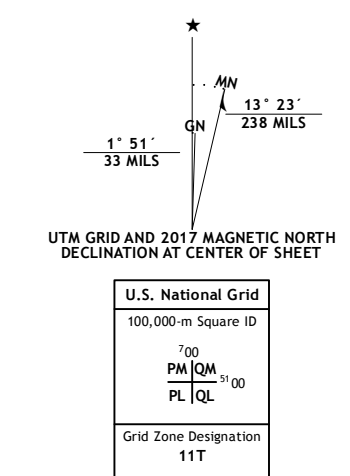 ★
MN
13° 23´
238 MILS
GN
1° 51´
33 MILS
UTM GRID AND 2017 MAGNETIC NORTH
DECLINATION AT CENTER OF SHEET
U.S. National Grid
100,000-m Square ID
⁷00
PM QM
⁵¹00
PL QL
Grid Zone Designation
11T